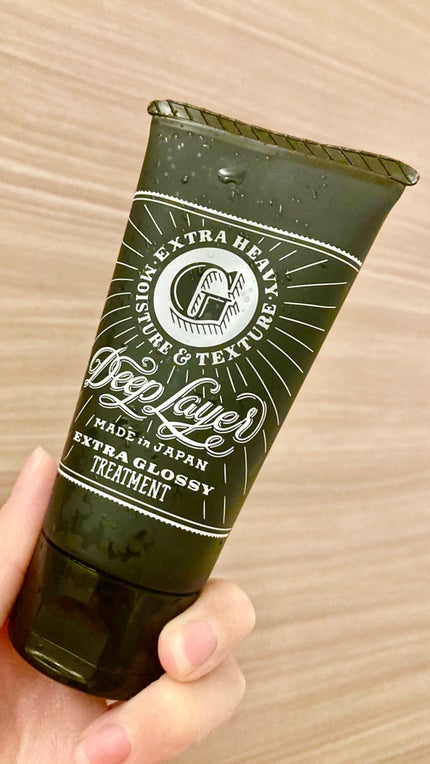 EXTRA HEAVY
MOISTURE & TEXTURE
G
Deep Layer
MADE in JAPAN
EXTRA GLOSSY
TREATMENT